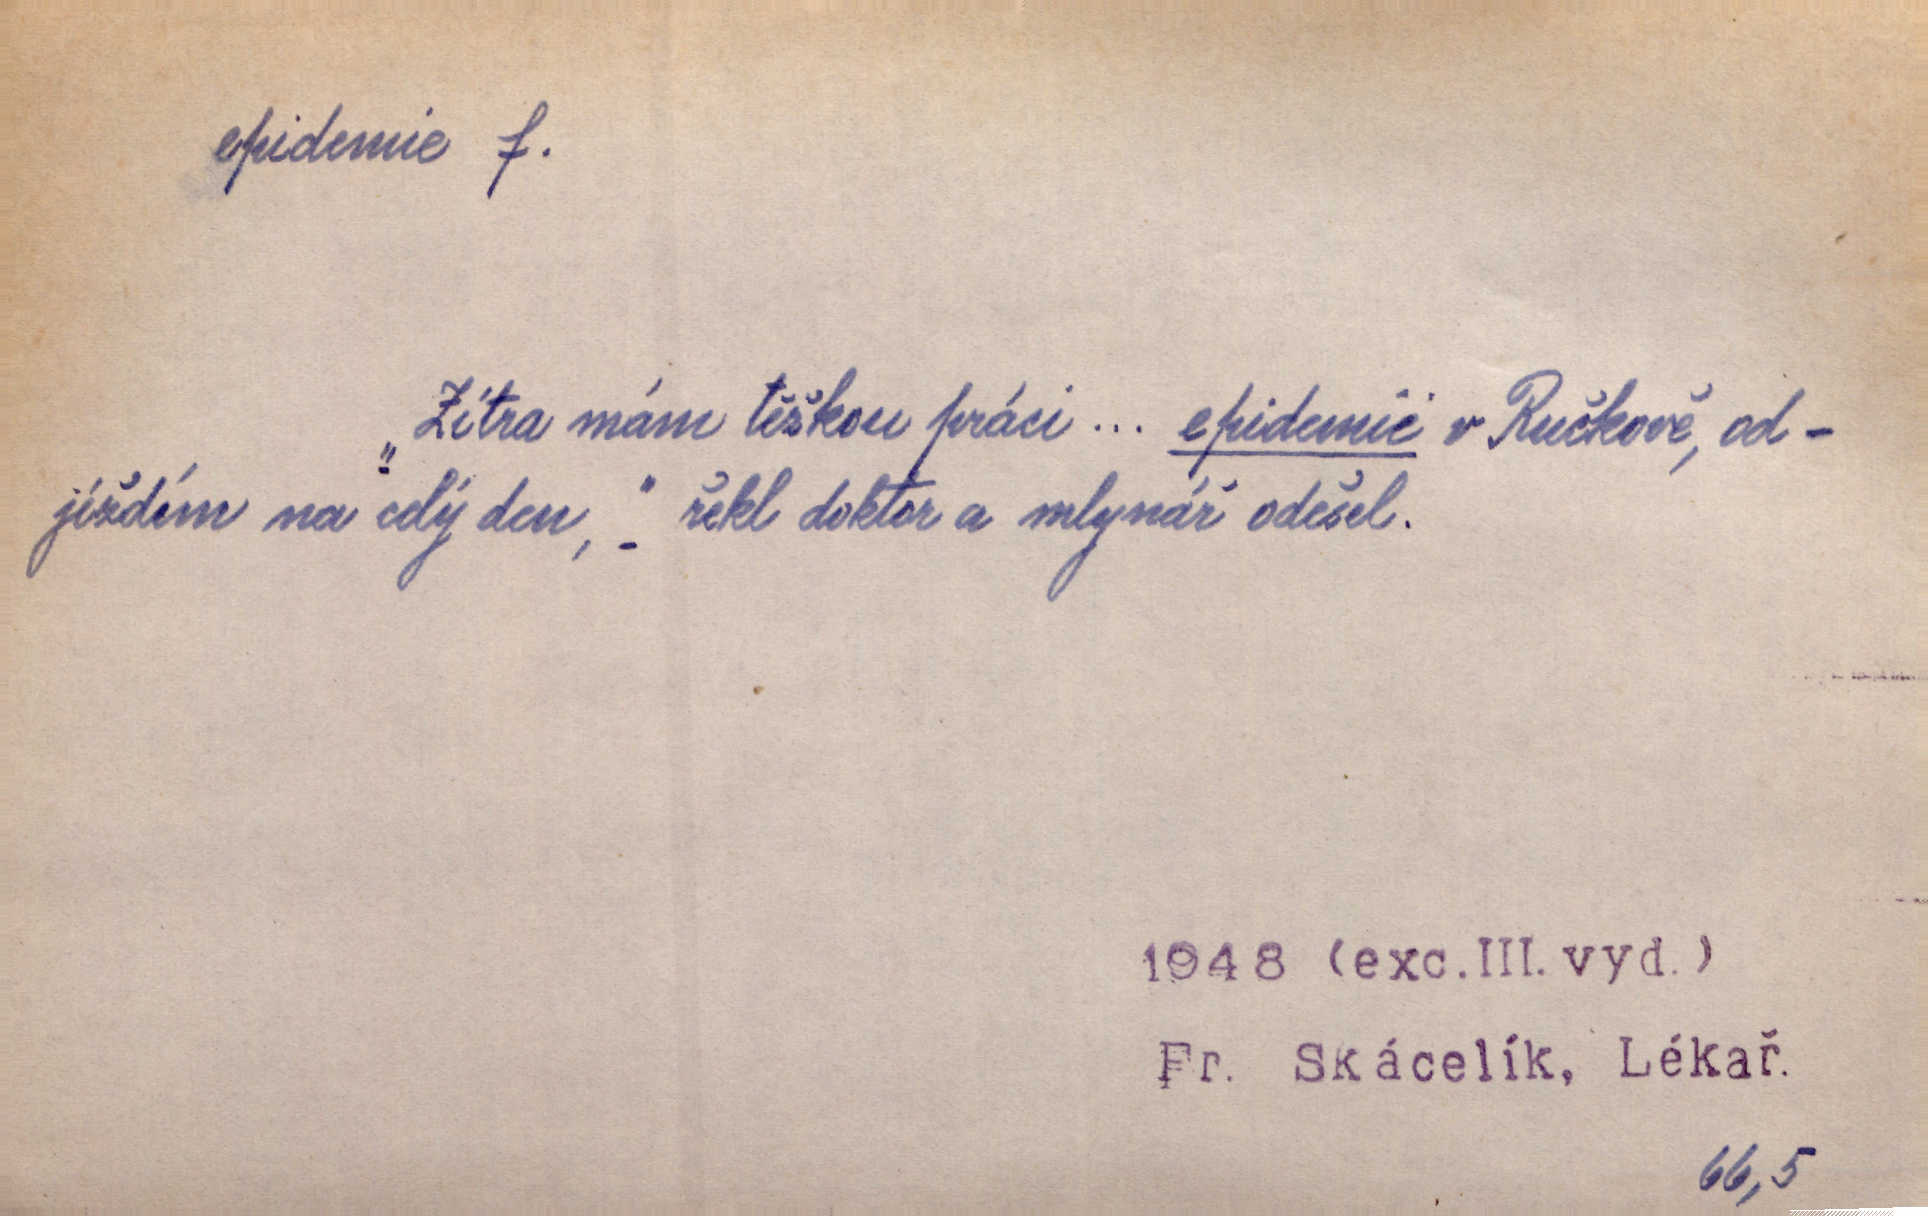 epidemie f.
„Zítra mám těžkou práci ... epidemie v Ručkově, od-
jíždím na celý den," řekl doktor a mlynář odešel.
1948 (exc. III. vyd.)
Fr. Skácelík, Lékař.
66,5